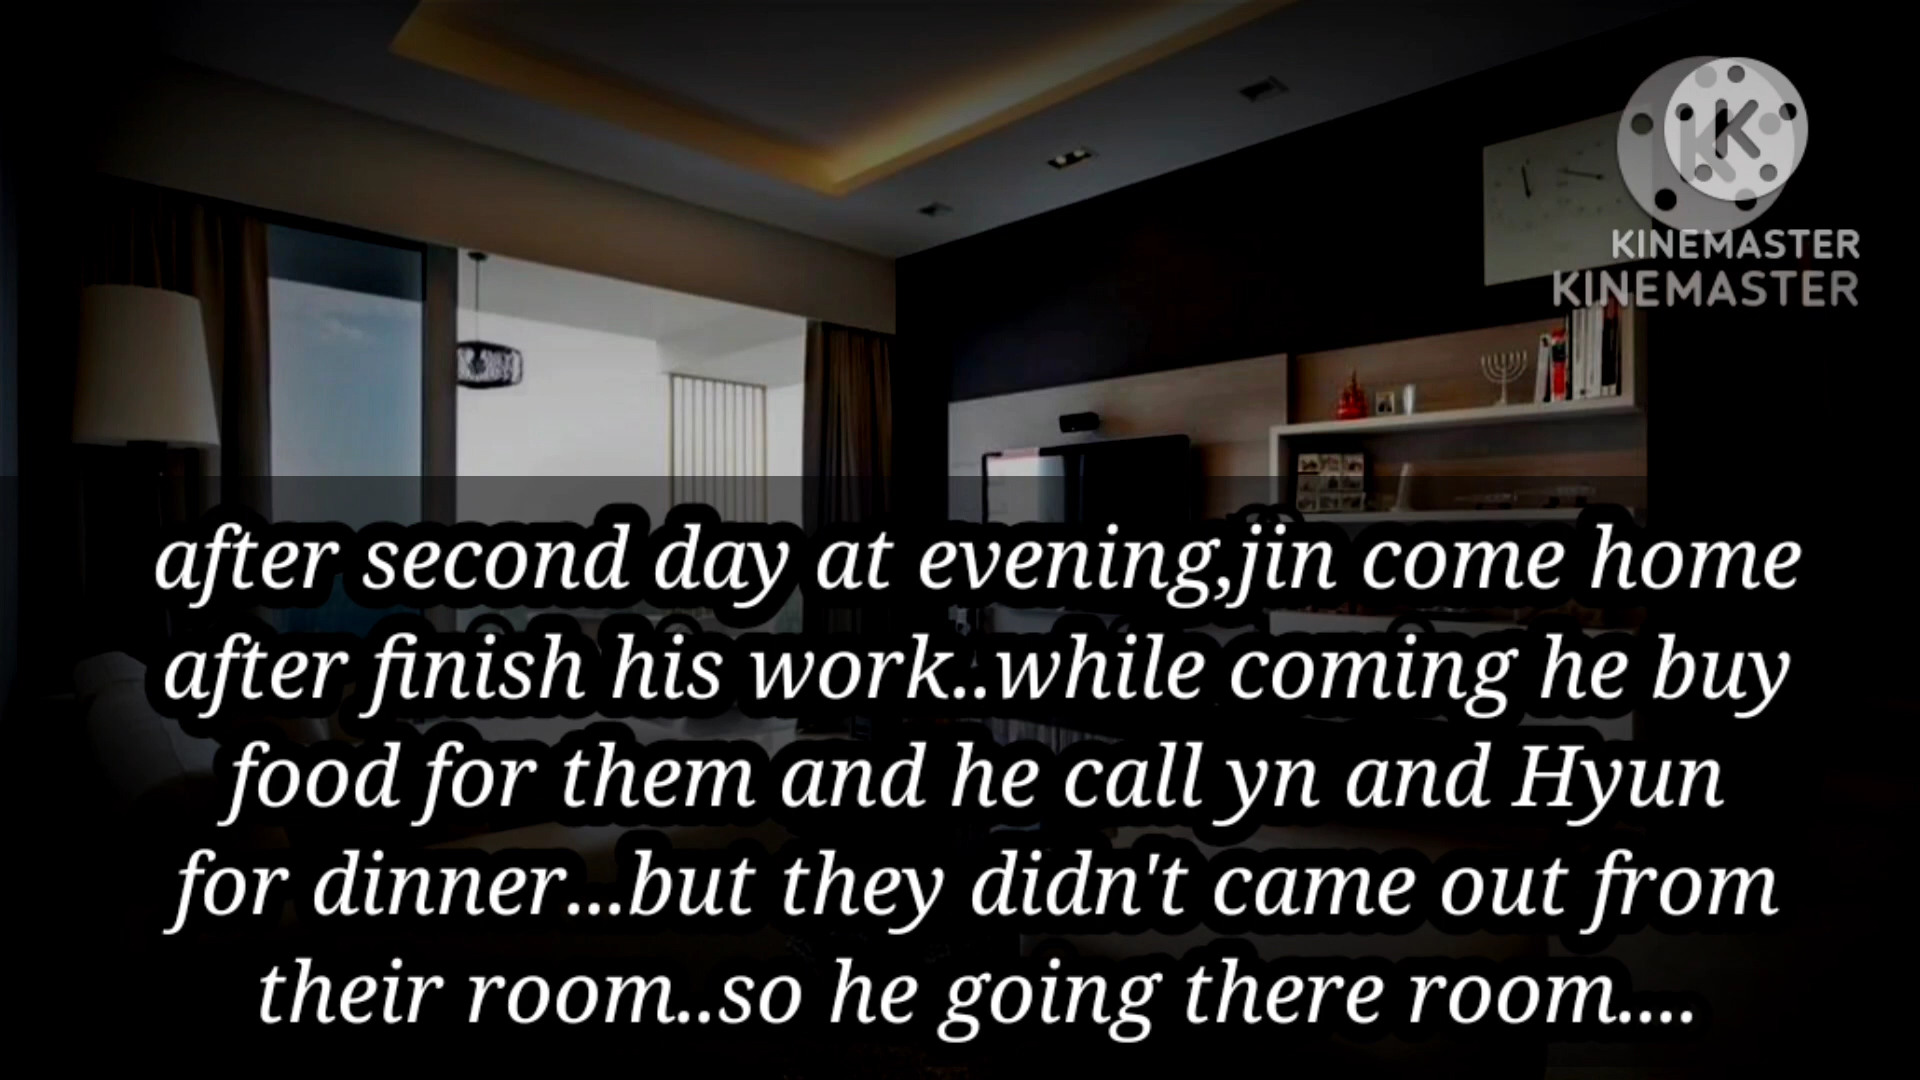 K
KINEMASTER
KINEMASTER
after second day at evening,jin come home
after finish his work..while coming he buy
food for them and he call yn and Hyun
for dinner...but they didn't came out from
their room..so he going there room....